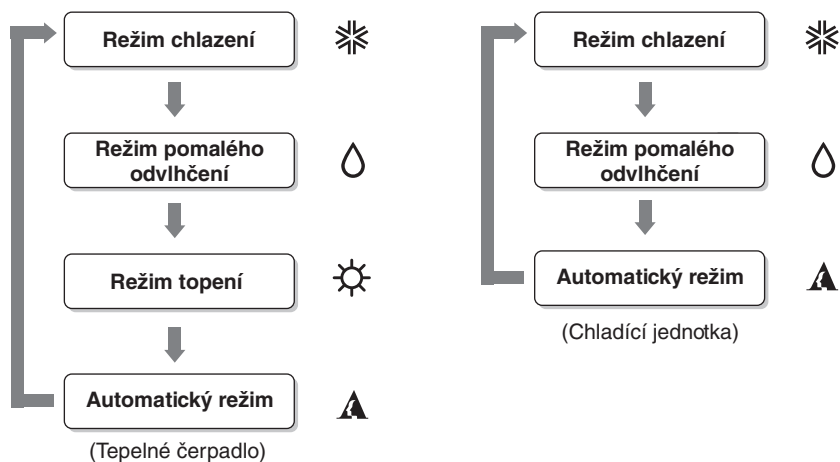 Režim chlazení
Režim pomalého
odvlhčení
Režim topení
Automatický režim
(Tepelné čerpadlo)
Režim chlazení
Režim pomalého
odvlhčení
Automatický režim
(Chladící jednotka)